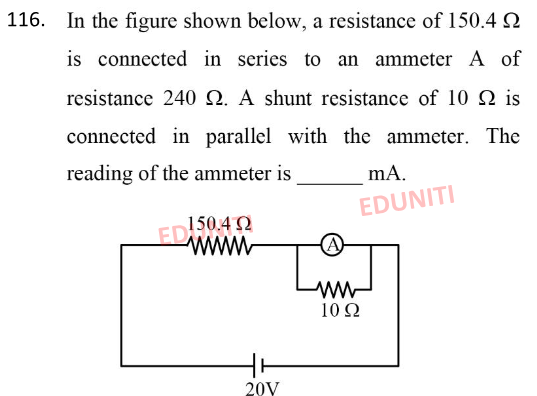 116. In the figure shown below, a resistance of 150.4 Ω
is connected in series to an ammeter A of
resistance 240 Ω. A shunt resistance of 10 Ω is
connected in parallel with the ammeter. The
reading of the ammeter is ______ mA.
EDUNITI
150.4 Ω
EDUNITI
A
10 Ω
20V